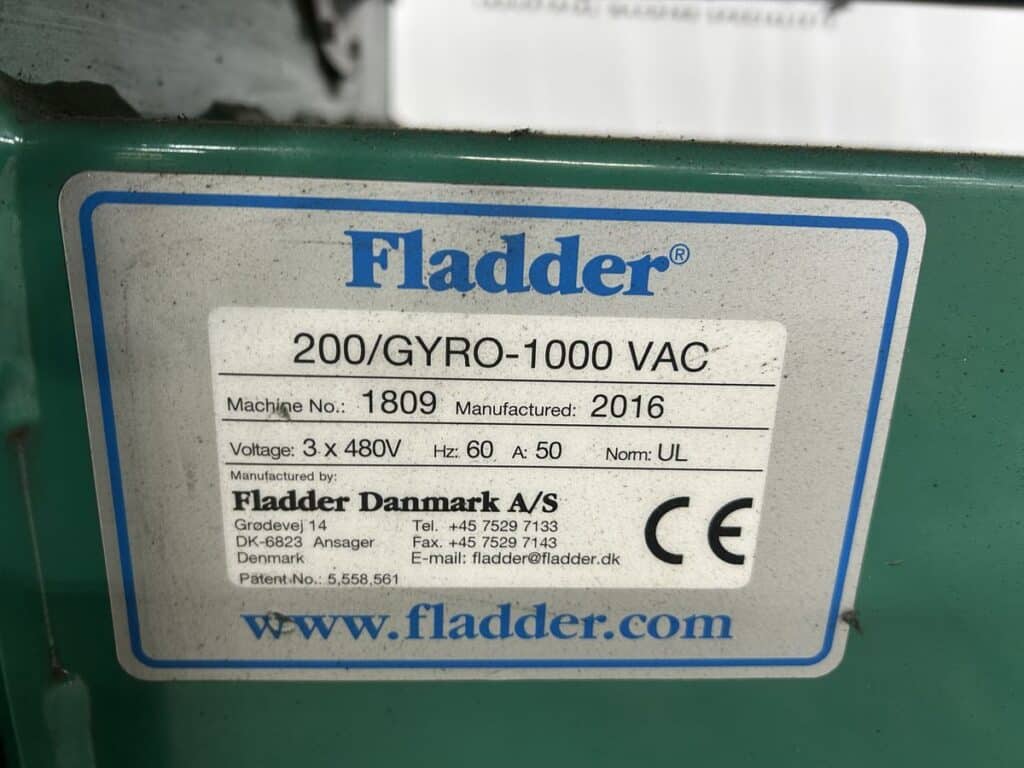 Fladder®
200/GYRO-1000 VAC
Machine No.: 1809 Manufactured: 2016
Voltage: 3 x 480V Hz: 60 A: 50 Norm: UL
Manufactured by:
Fladder Danmark A/S
Grødevej 14 Tel. +45 7529 7133
DK-6823 Ansager Fax. +45 7529 7143
Denmark E-mail: fladder@fladder.dk
Patent No.: 5,558,561
CE
www.fladder.com